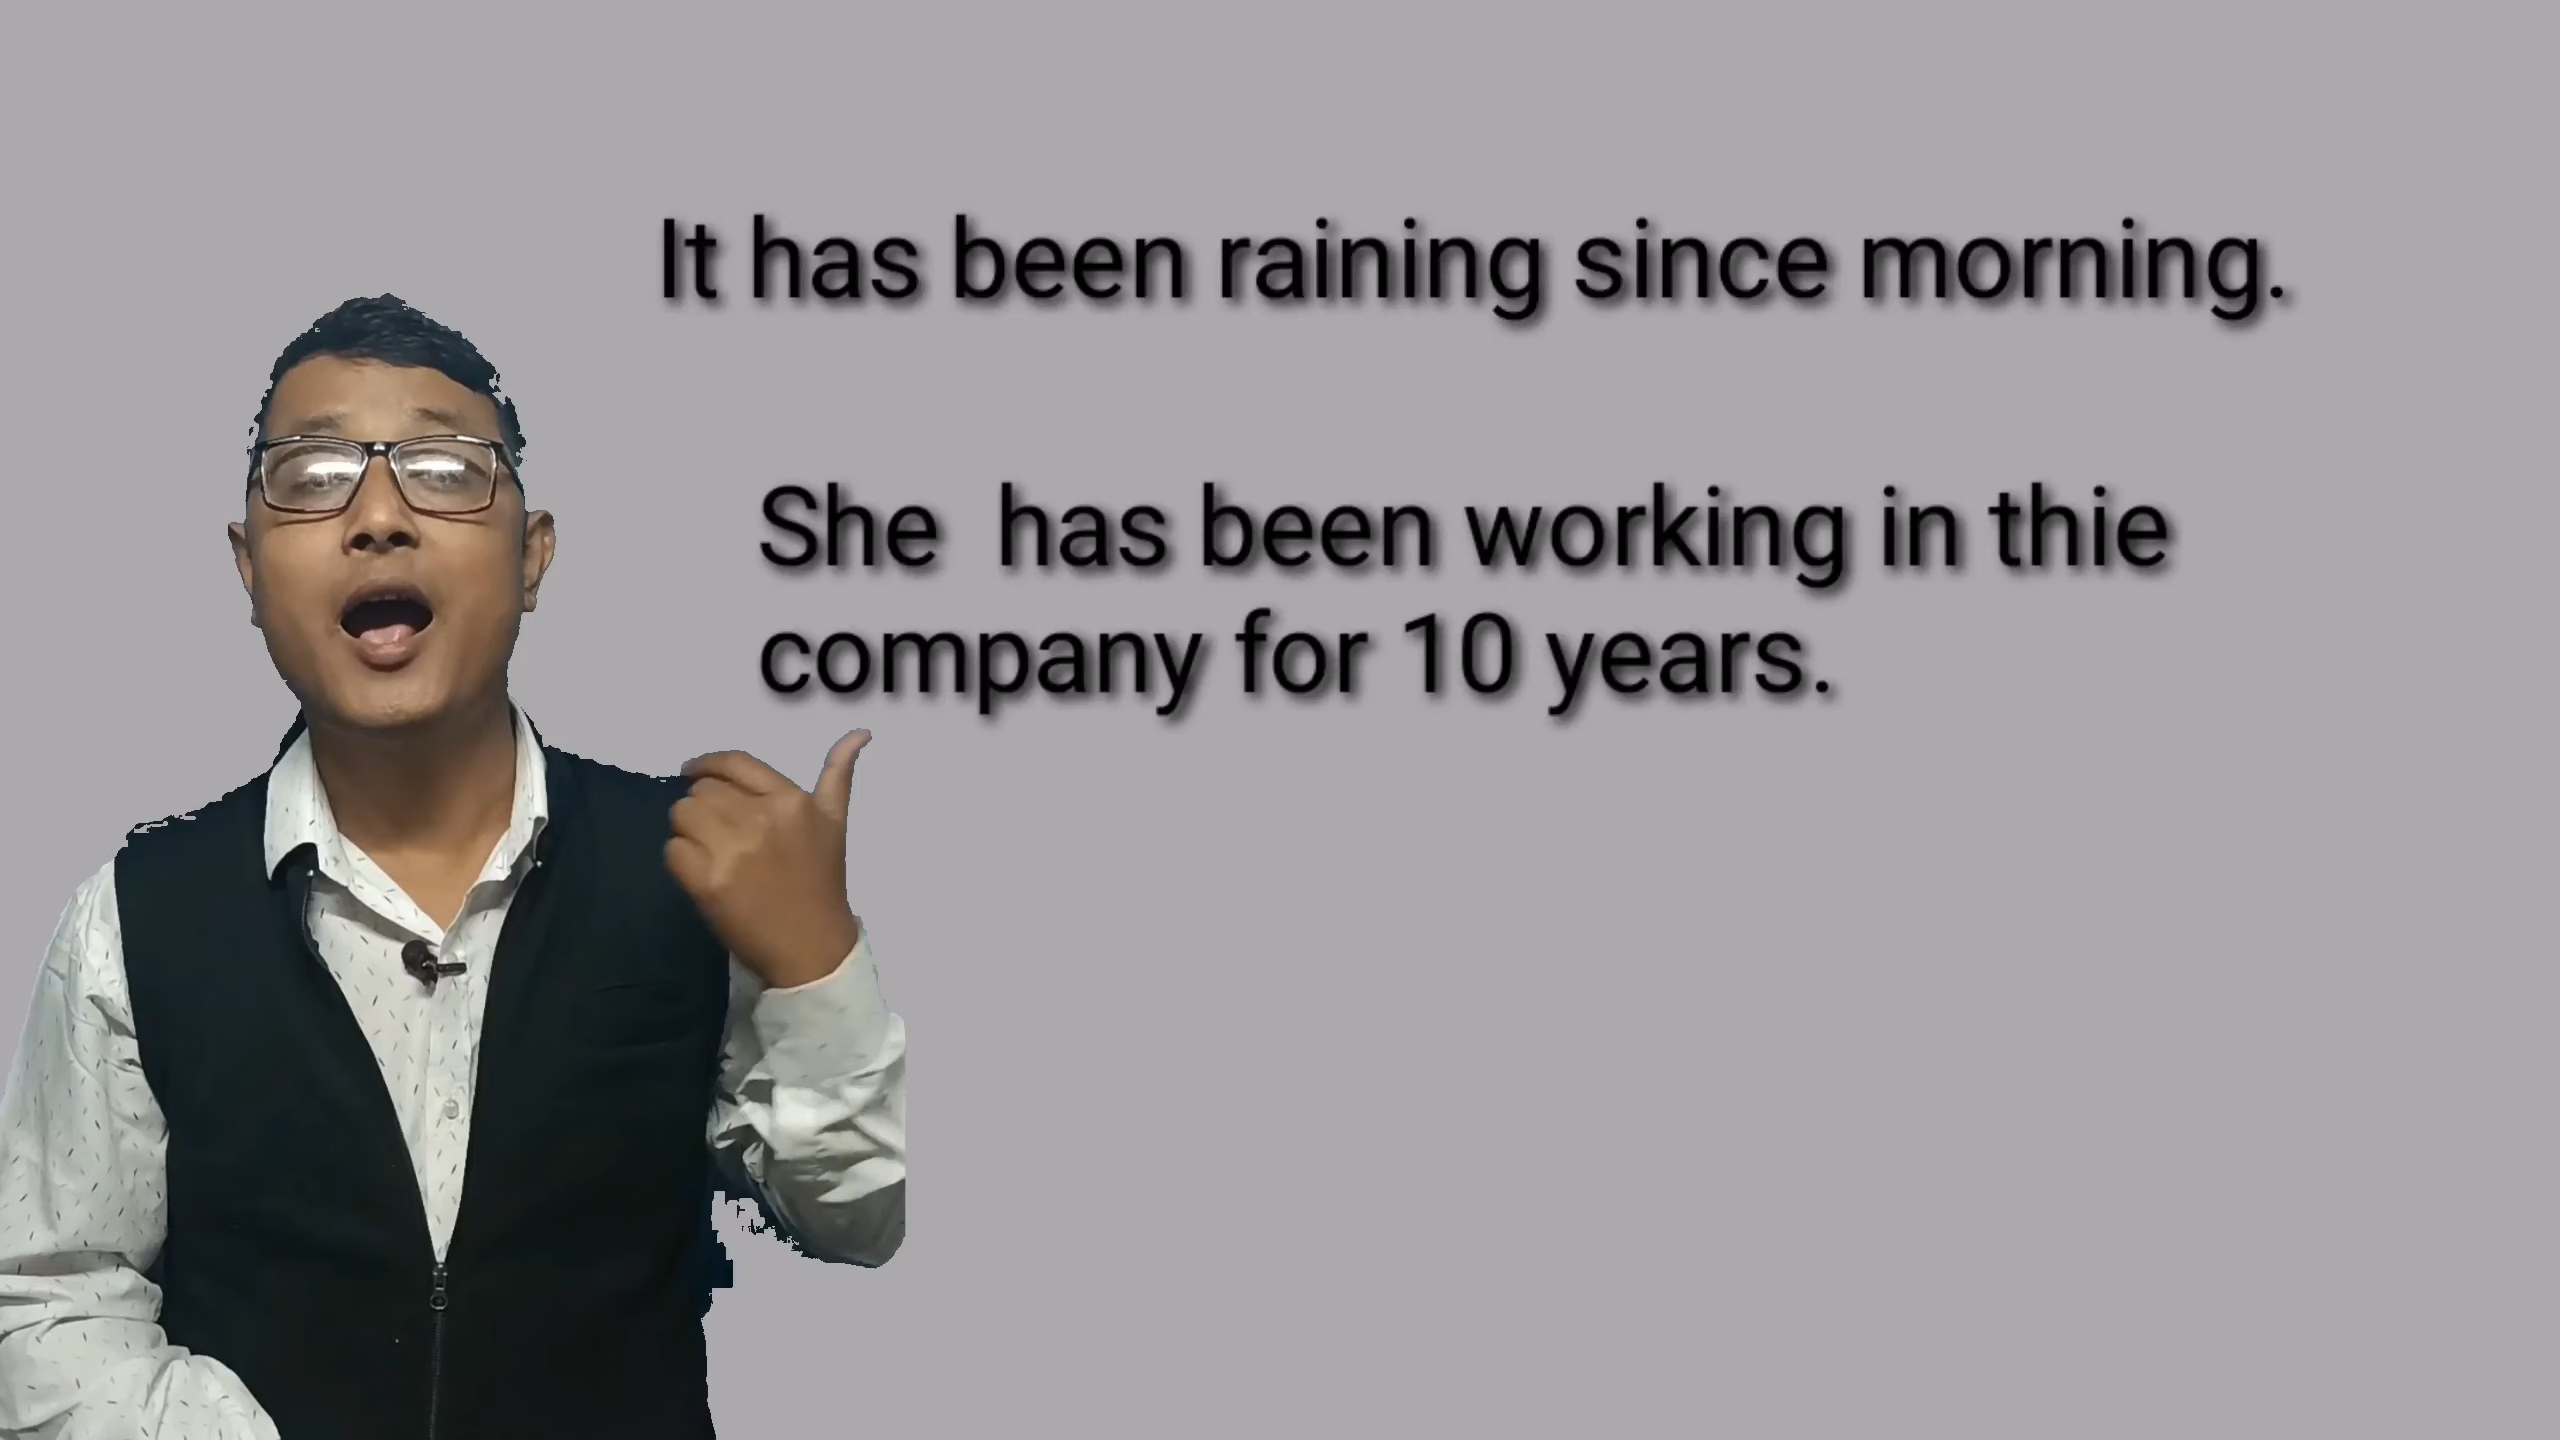 It has been raining since morning.
She has been working in thie
company for 10 years.